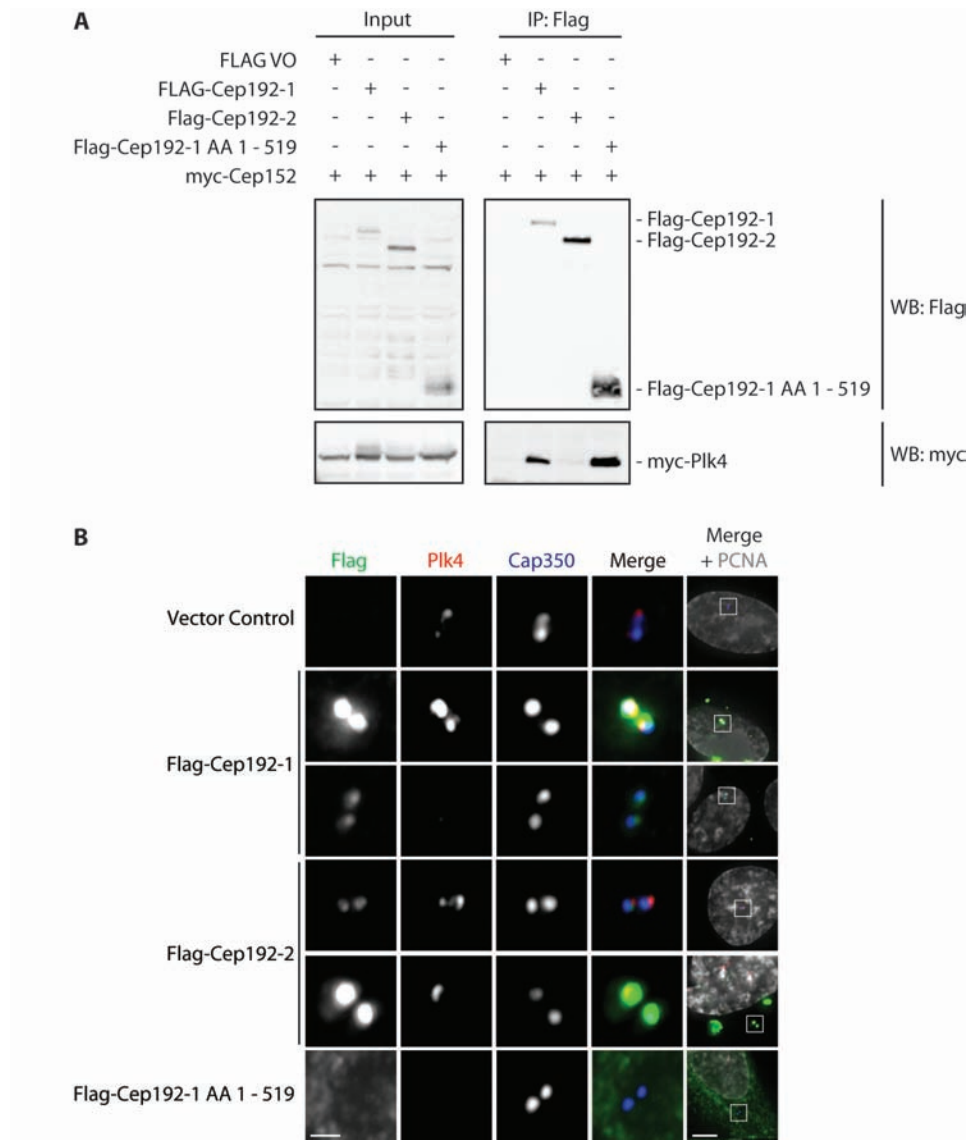 A
Input IP: Flag
FLAG VO + - - - + - - -
FLAG-Cep192-1 - + - - - + - -
Flag-Cep192-2 - - + - - - + -
Flag-Cep192-1 AA 1 - 519 - - - + - - - +
myc-Cep152 + + + + + + + +
- Flag-Cep192-1
- Flag-Cep192-2
WB: Flag
- Flag-Cep192-1 AA 1 - 519
- myc-Plk4
WB: myc
B
Flag Plk4 Cap350 Merge Merge
+ PCNA
Vector Control
Flag-Cep192-1
Flag-Cep192-2
Flag-Cep192-1 AA 1 - 519